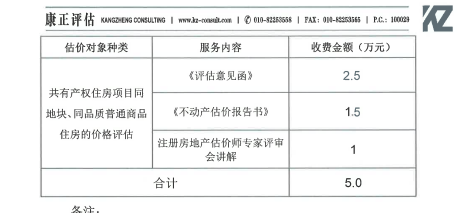 康正评估 KANGZHENG CONSULTING | www.kz-consult.com | ✆ 010-82253558 | FAX: 010-82253565 | P.C.: 100029
KZ
估价对象种类 服务内容 收费金额（万元）
共有产权住房项目同
地块、同品质普通商品
住房的价格评估
《评估意见函》 2.5
《不动产估价报告书》 1.5
注册房地产估价师专家评审
会讲解 1
合计 5.0
备注：